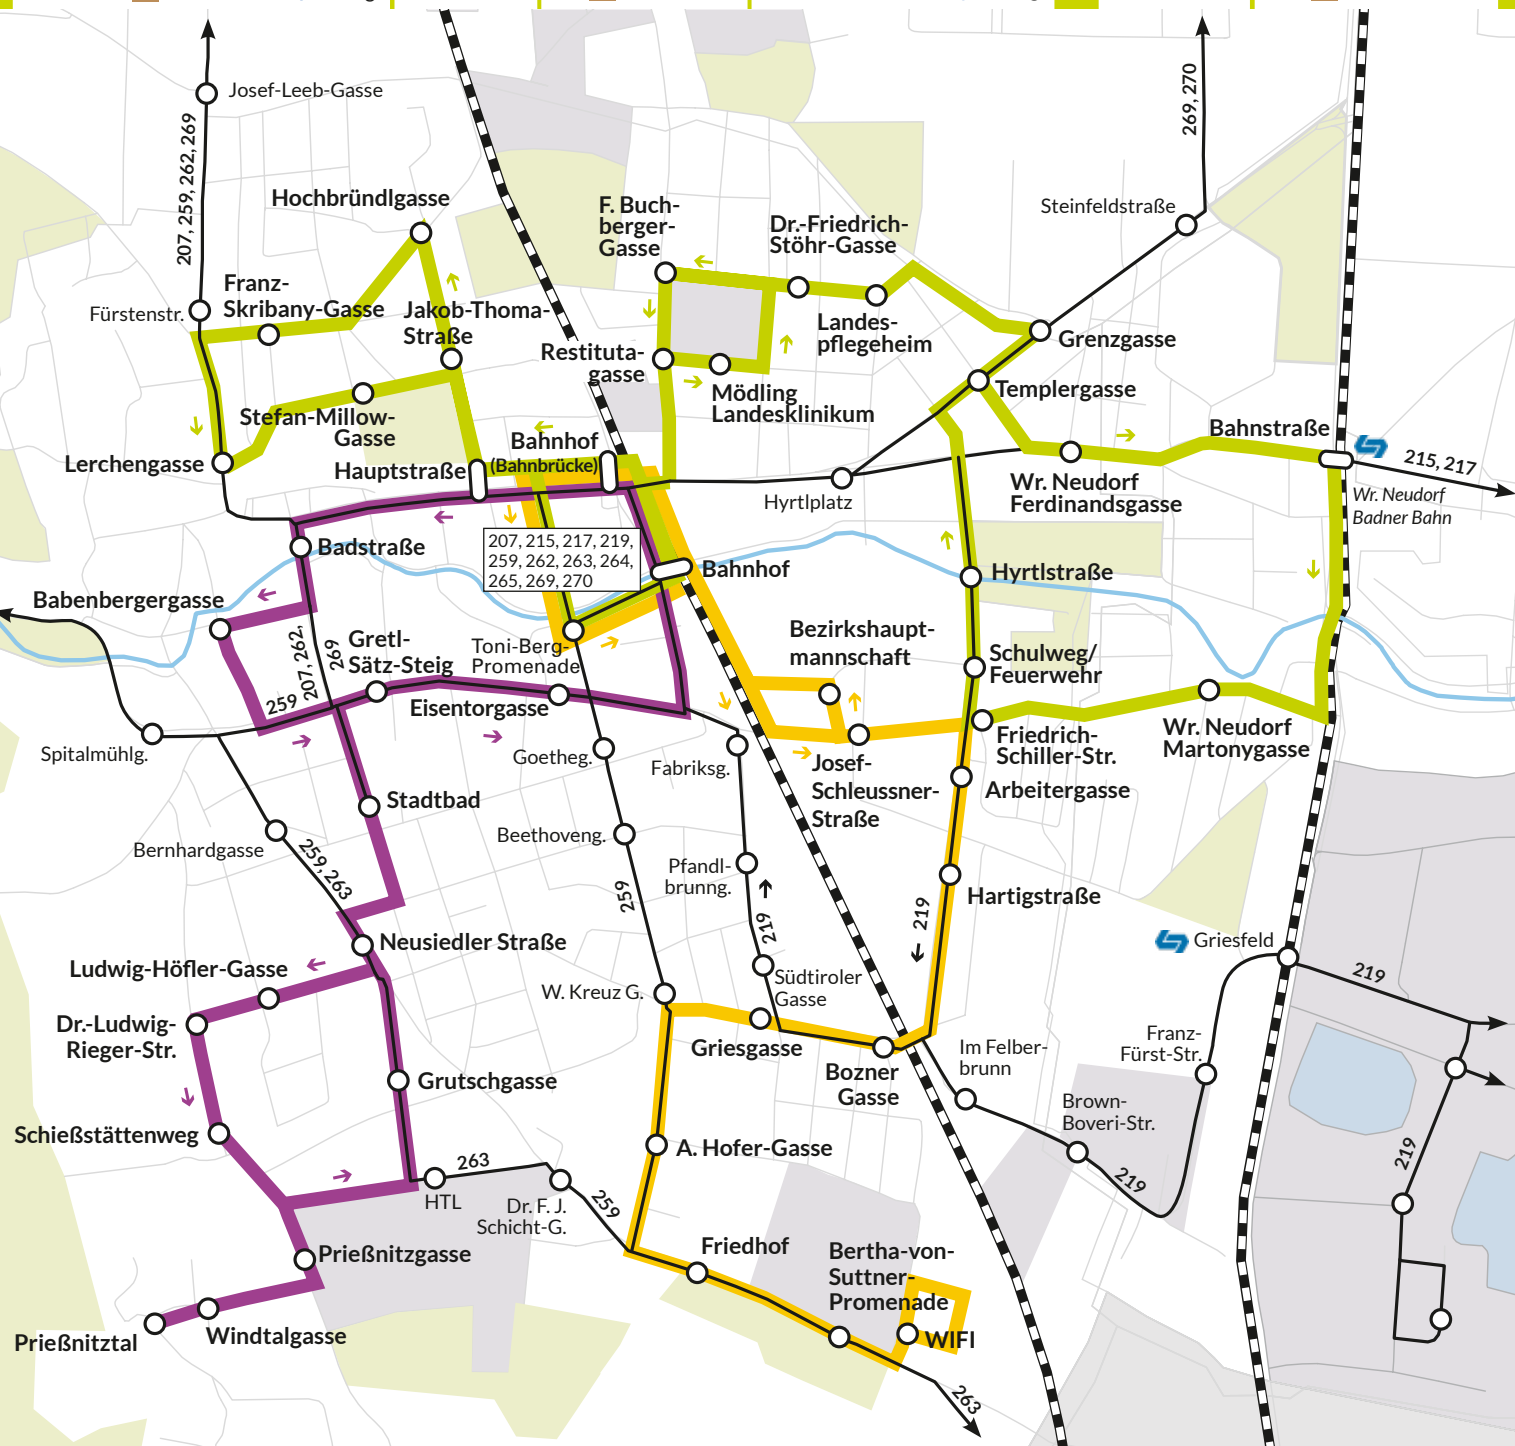 Josef-Leeb-Gasse
207, 259, 262, 269
269, 270
Hochbründlgasse
F. Buch-
berger-
Gasse
Dr.-Friedrich-
Stöhr-Gasse
Steinfeldstraße
Franz-
Skribany-Gasse
Fürstenstr.
Jakob-Thoma-
Straße
Landes-
pflegeheim
Grenzgasse
Restituta-
gasse
Mödling
Landesklinikum
Templergasse
Stefan-Millow-
Gasse
Bahnstraße
Lerchengasse
Hauptstraße
Bahnhof
(Bahnbrücke)
215, 217
Wr. Neudorf
Badner Bahn
Hyrtlplatz
Wr. Neudorf
Ferdinandsgasse
207, 215, 217, 219,
259, 262, 263, 264,
265, 269, 270
Badstraße
Bahnhof
Hyrtlstraße
Babenbergergasse
207, 262,
269
Gretl-
Sätz-Steig
Toni-Berg-
Promenade
Bezirkshaupt-
mannschaft
Schulweg/
Feuerwehr
259
Eisentorgasse
Spitalmühlg.
Goetheg.
Fabriksg.
Josef-
Schleussner-
Straße
Friedrich-
Schiller-Str.
Wr. Neudorf
Martonygasse
Stadtbad
Arbeitergasse
Bernhardgasse
259, 263
Beethoveng.
Pfandl-
brunng.
259
219
219
Hartigstraße
Neusiedler Straße
Griesfeld
219
Ludwig-Höfler-Gasse
W. Kreuz G.
Südtiroler
Gasse
Dr.-Ludwig-
Rieger-Str.
Griesgasse
Bozner
Gasse
Im Felber-
brunn
Franz-
Fürst-Str.
Grutschgasse
Brown-
Boveri-Str.
Schießstättenweg
A. Hofer-Gasse
219
219
263
HTL
Dr. F. J.
Schicht-G.
259
Prießnitzgasse
Friedhof
Bertha-von-
Suttner-
Promenade
WIFI
Prießnitztal
Windtalgasse
263